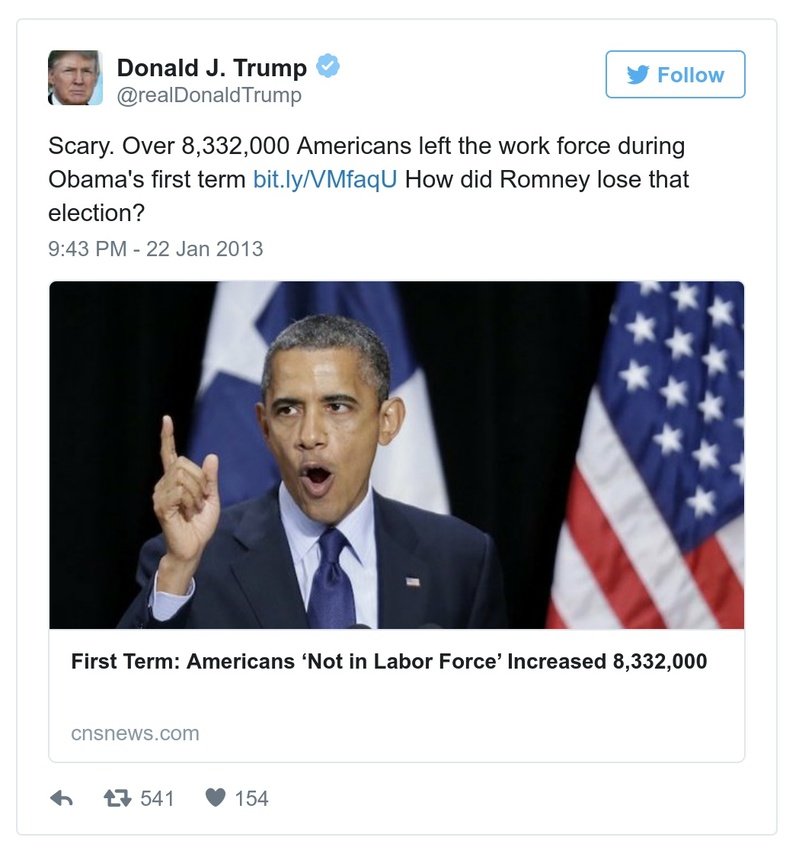 Donald J. Trump
@realDonaldTrump
Follow
Scary. Over 8,332,000 Americans left the work force during
Obama's first term bit.ly/VMfaqU How did Romney lose that
election?
9:43 PM - 22 Jan 2013
First Term: Americans ‘Not in Labor Force’ Increased 8,332,000
cnsnews.com
541
154